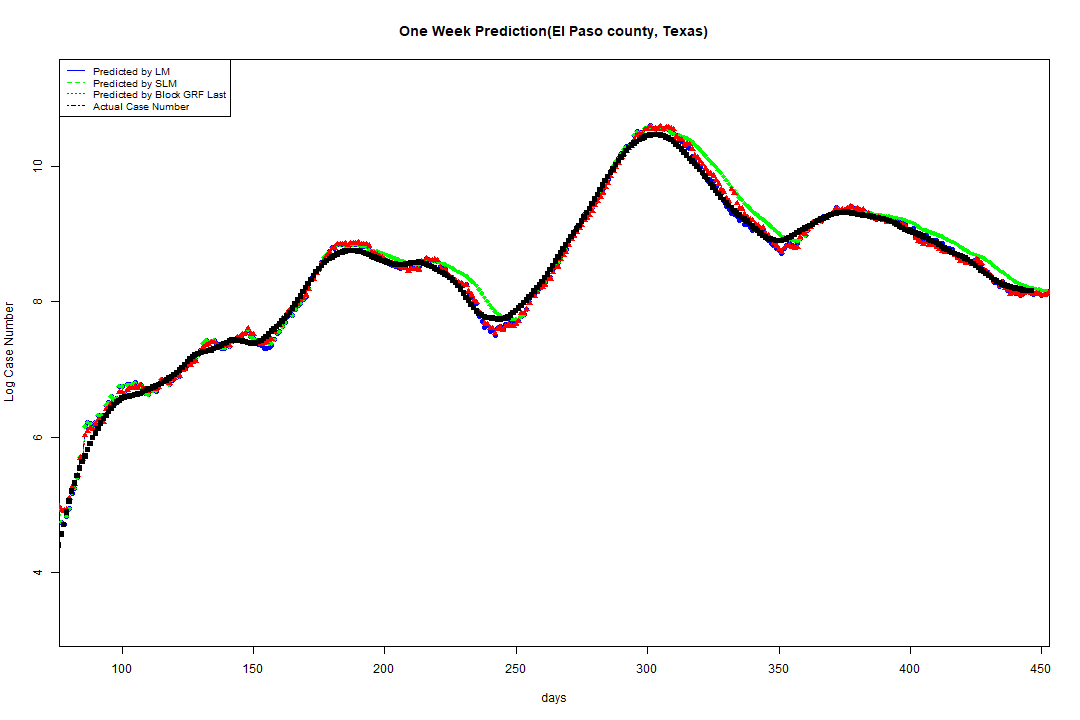 One Week Prediction(El Paso county, Texas)
Predicted by LM
Predicted by SLM
Predicted by Block GRF Last
Actual Case Number
Log Case Number
10
8
6
4
100 150 200 250 300 350 400 450
days